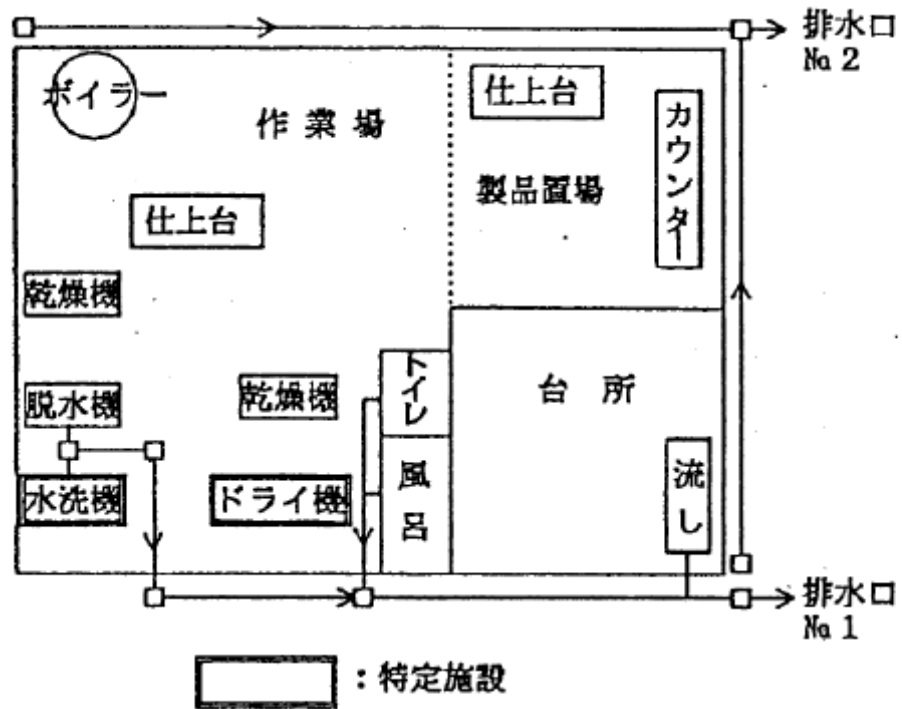 排水口
No.2
ボイラー
作業場
仕上台
カウンター
製品置場
仕上台
乾燥機
トイレ
台所
乾燥機
脱水機
風呂
流し
水洗機
ドライ機
排水口
No.1
：特定施設